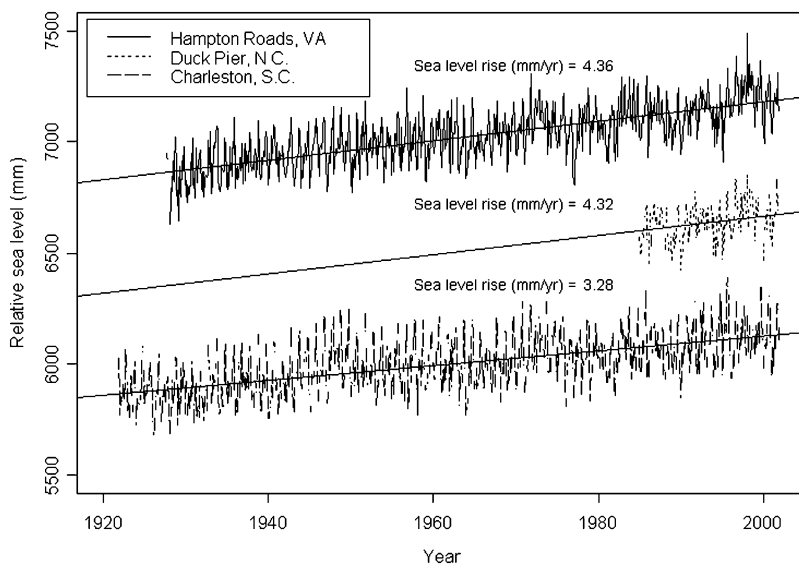 Hampton Roads, VA
Duck Pier, N.C.
Charleston, S.C.
Sea level rise (mm/yr) = 4.36
Sea level rise (mm/yr) = 4.32
Sea level rise (mm/yr) = 3.28
Relative sea level (mm)
7500
7000
6500
6000
5500
1920
1940
1960
1980
2000
Year